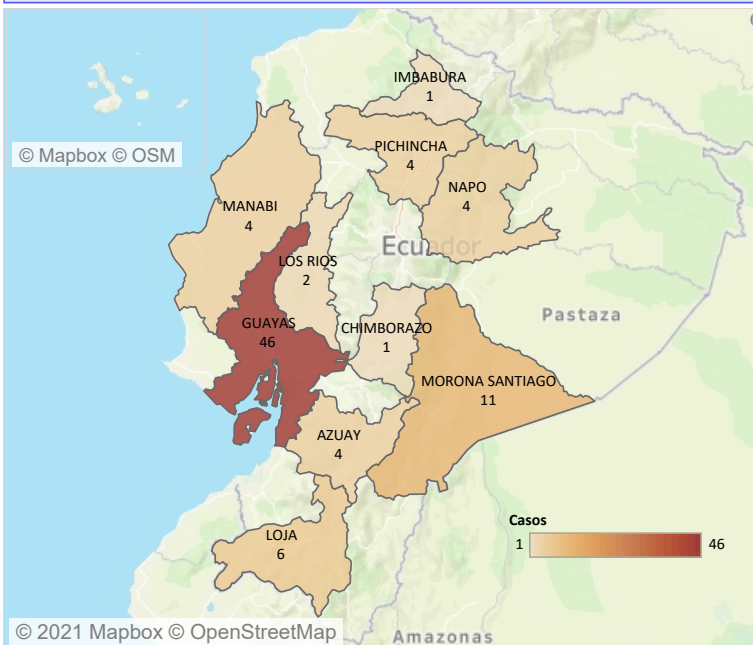 IMBABURA
1
© Mapbox © OSM
PICHINCHA
4
NAPO
4
MANABI
4
Ecuador
LOS RIOS
2
Pastaza
GUAYAS
46
CHIMBORAZO
1
MORONA SANTIAGO
11
AZUAY
4
Casos
1 46
LOJA
6
© 2021 Mapbox © OpenStreetMap
Amazonas